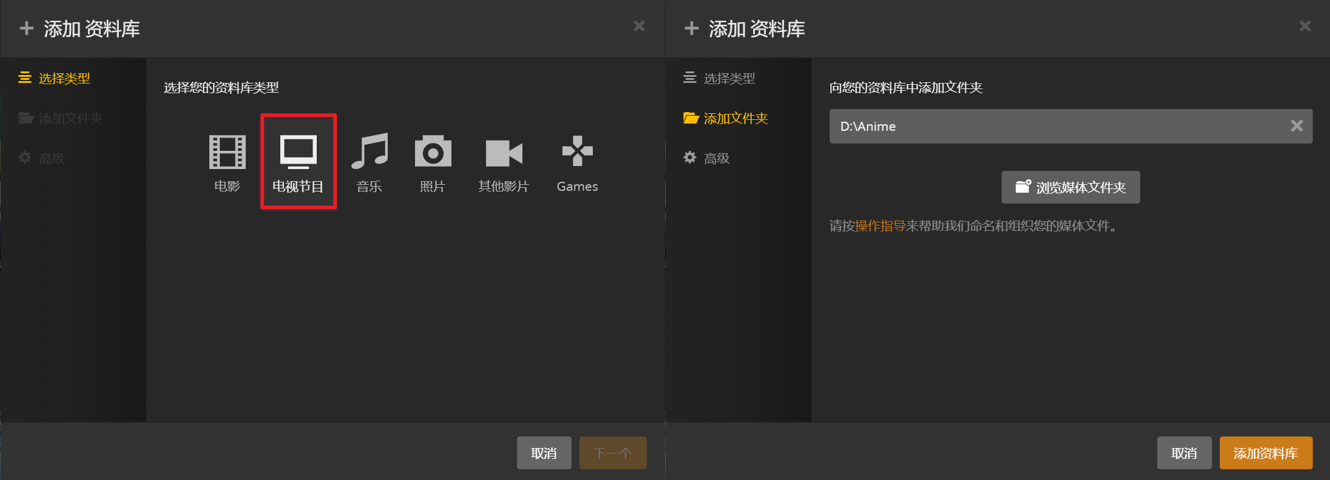 添加 资料库
选择类型
添加文件夹
高级
选择您的资料库类型
电影
电视节目
音乐
照片
其他影片
Games
取消
下一个
添加 资料库
选择类型
添加文件夹
高级
向您的资料库中添加文件夹
D:\Anime
浏览媒体文件夹
请按操作指导来帮助我们命名和组织您的媒体文件。
取消
添加资料库